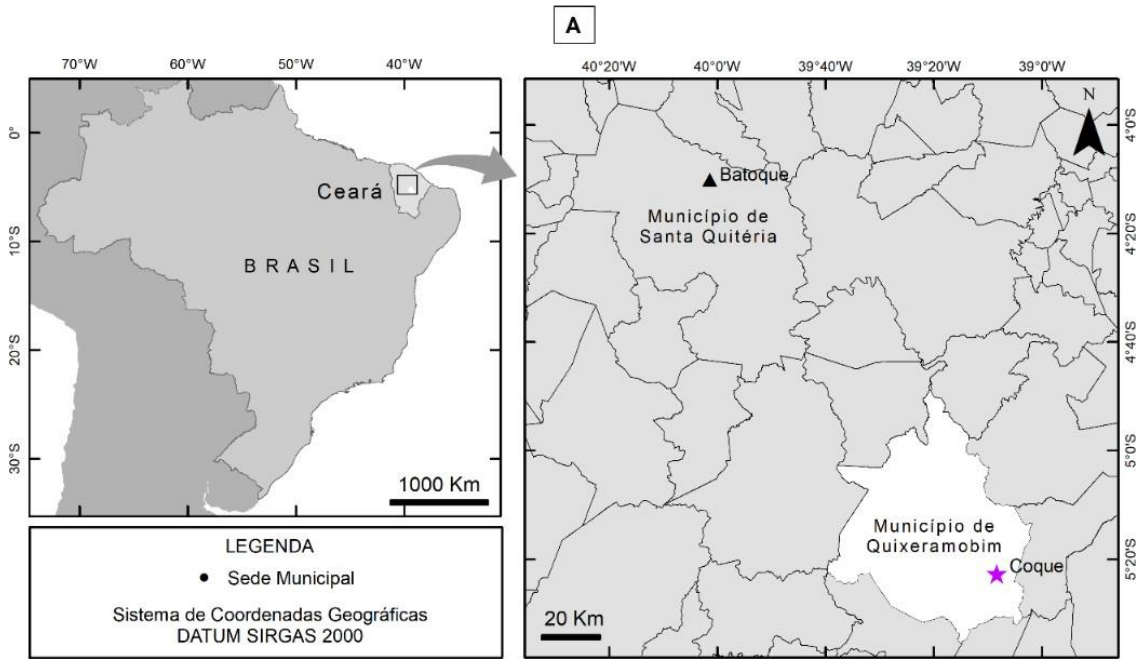 A
70°W 60°W 50°W 40°W
0°
10°S
20°S
30°S
Ceará
BRASIL
1000 Km
LEGENDA
Sede Municipal
Sistema de Coordenadas Geográficas
DATUM SIRGAS 2000
40°20'W 40°0'W 39°40'W 39°20'W 39°0'W
N
4°0'S
4°20'S
4°40'S
5°0'S
5°20'S
Batoque
Município de
Santa Quitéria
Município de
Quixeramobim
Coque
20 Km